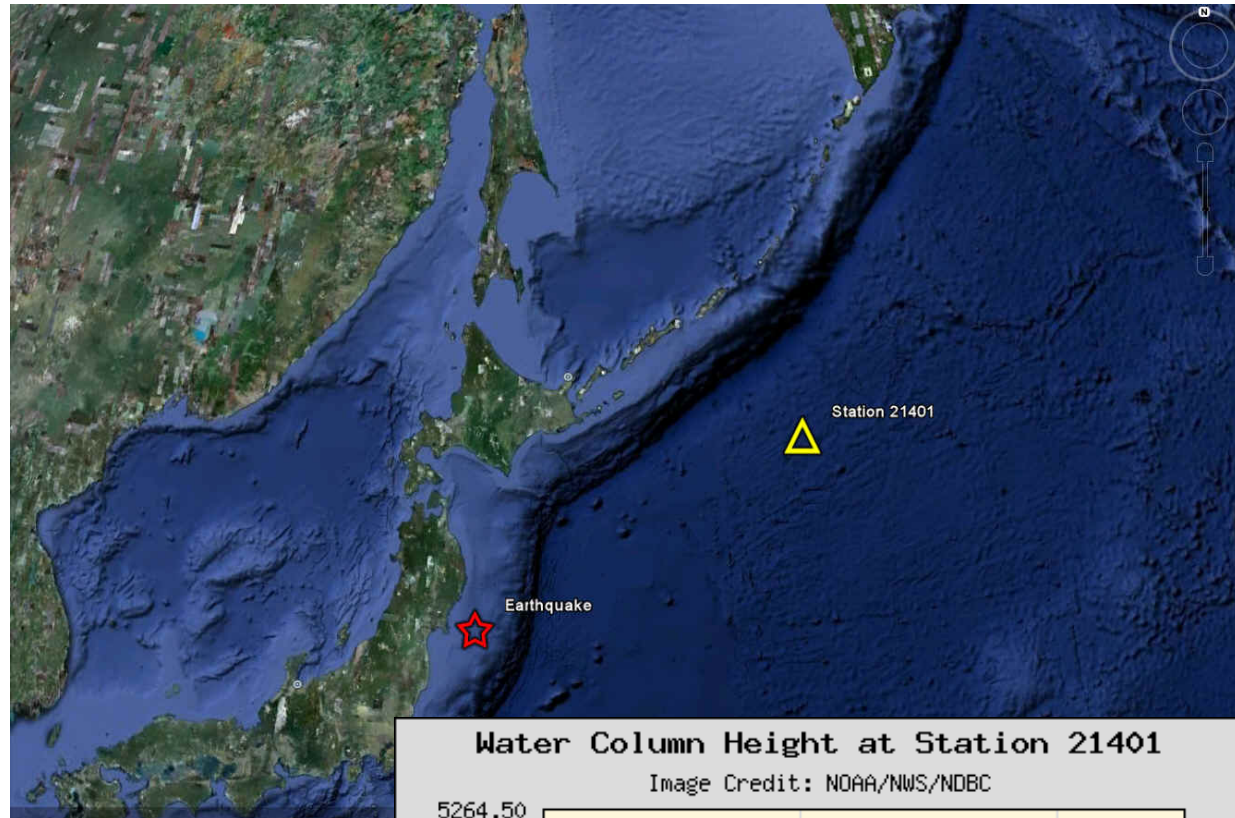 N
Station 21401
Earthquake
Water Column Height at Station 21401
Image Credit: NOAA/NWS/NDBC
5264.50